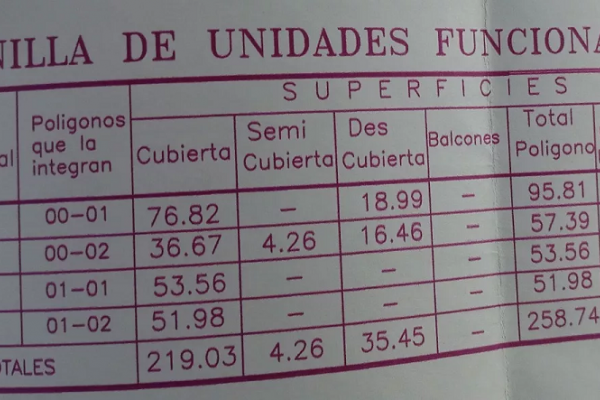 NILLA DE UNIDADES FUNCIONA
SUPERFICIES
Poligonos que la integran Cubierta Semi Cubierta Des Cubierta Balcones Total Poligono
00-01 76.82 – 18.99 – 95.81
00-02 36.67 4.26 16.46 – 57.39
01-01 53.56 – – – 53.56
01-02 51.98 – – – 51.98
OTALES 219.03 4.26 35.45 – 258.74